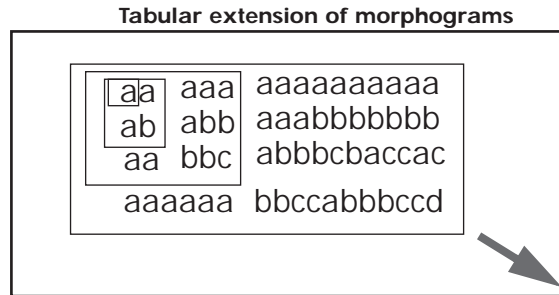 Tabular extension of morphograms
aa aaa aaaaaaaaaa
ab abb aaabbbbbbb
aa bbc abbbcbaccac
aaaaaa bbccabbbccd